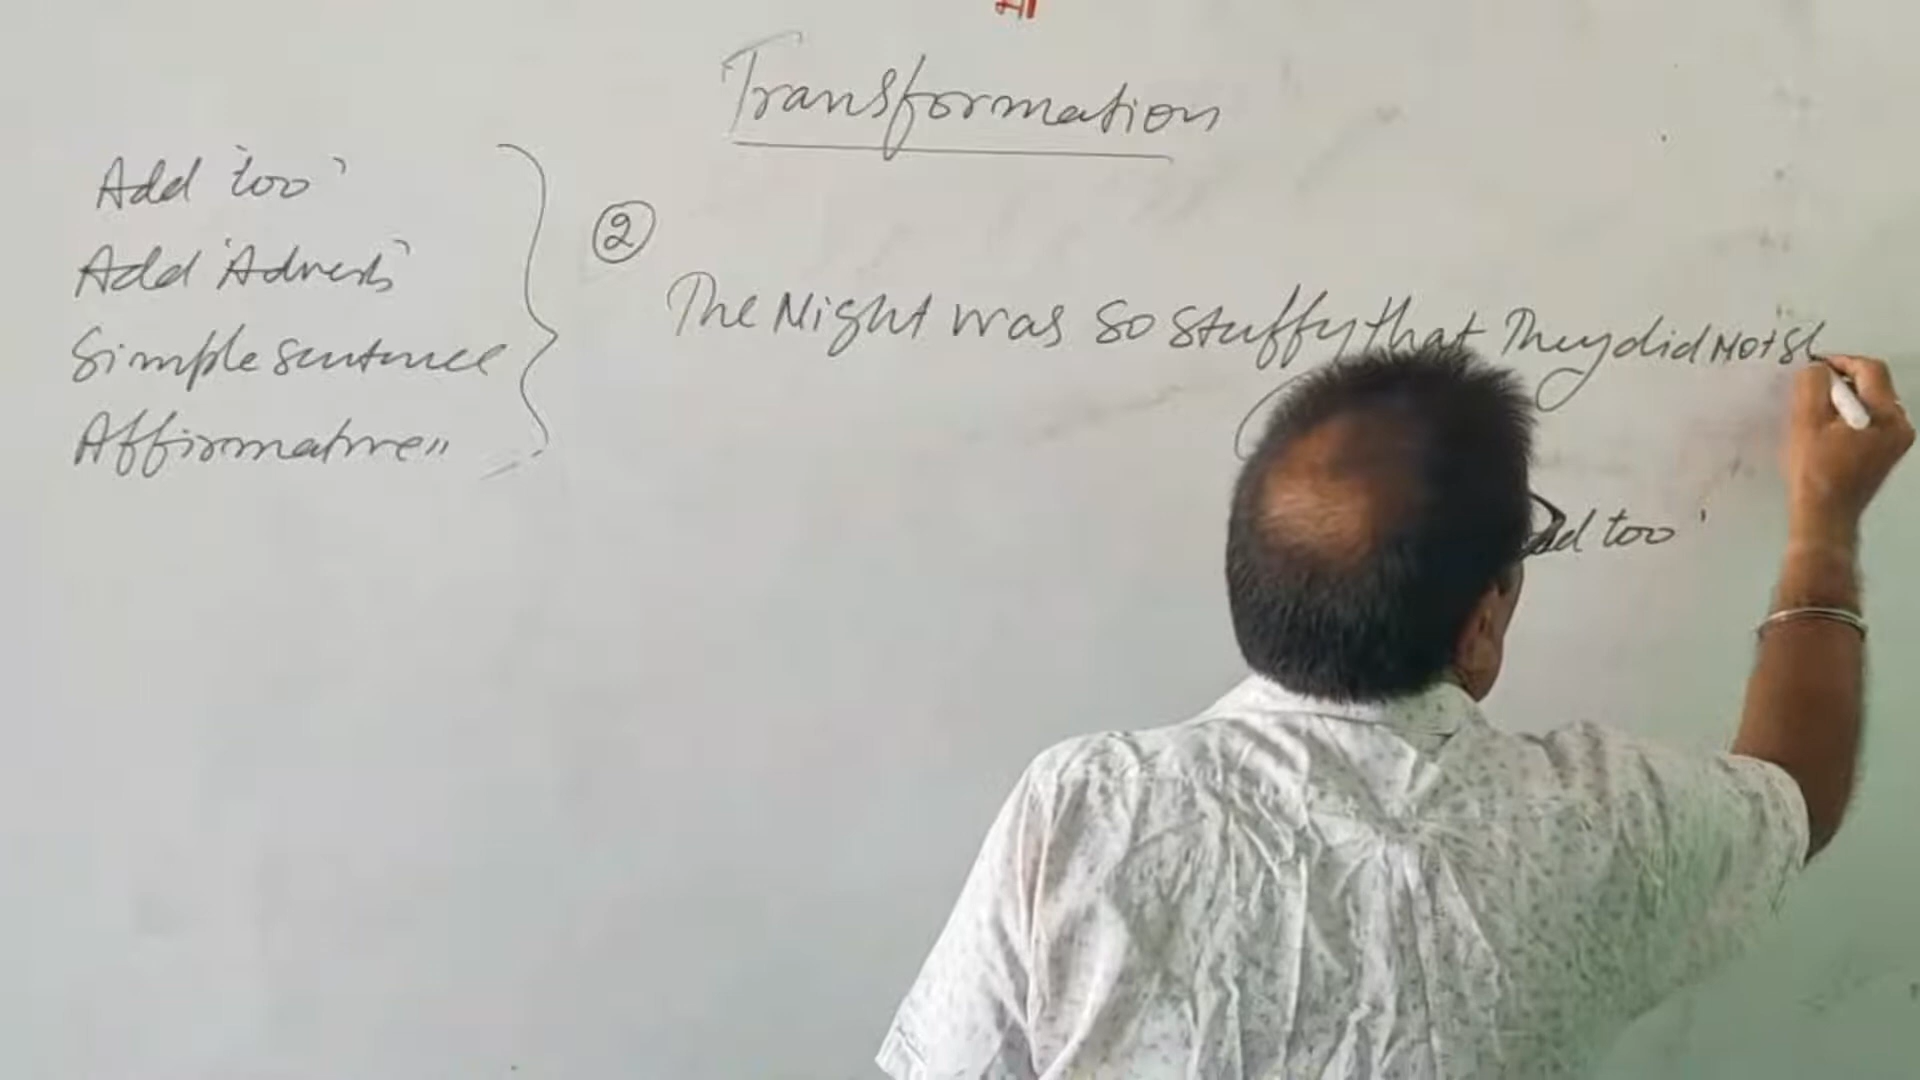 Transformation
Add 'too'
Add 'Adverb'
Simple sentence
Affirmative "
②
The Night was so stuffy that They did Not sl
too'